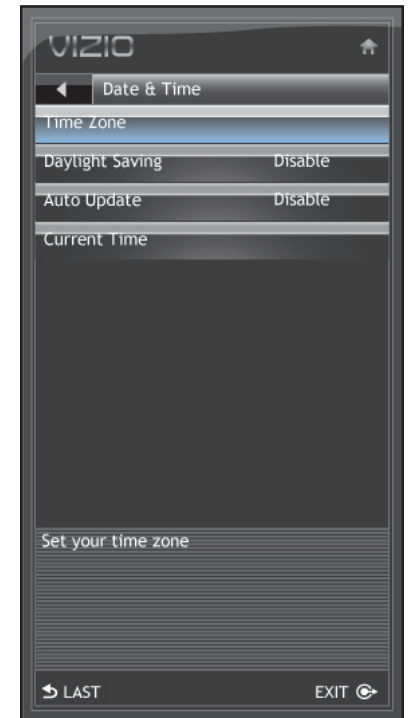 VIZIO
Date & Time
Time Zone
Daylight Saving Disable
Auto Update Disable
Current Time
Set your time zone
LAST EXIT